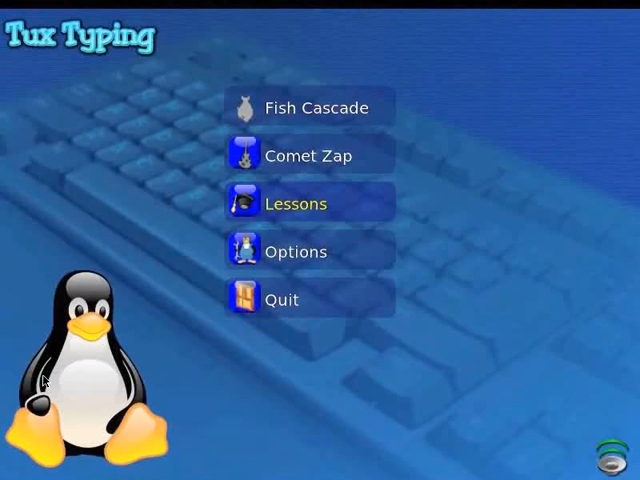 Tux Typing
Fish Cascade
Comet Zap
Lessons
Options
Quit